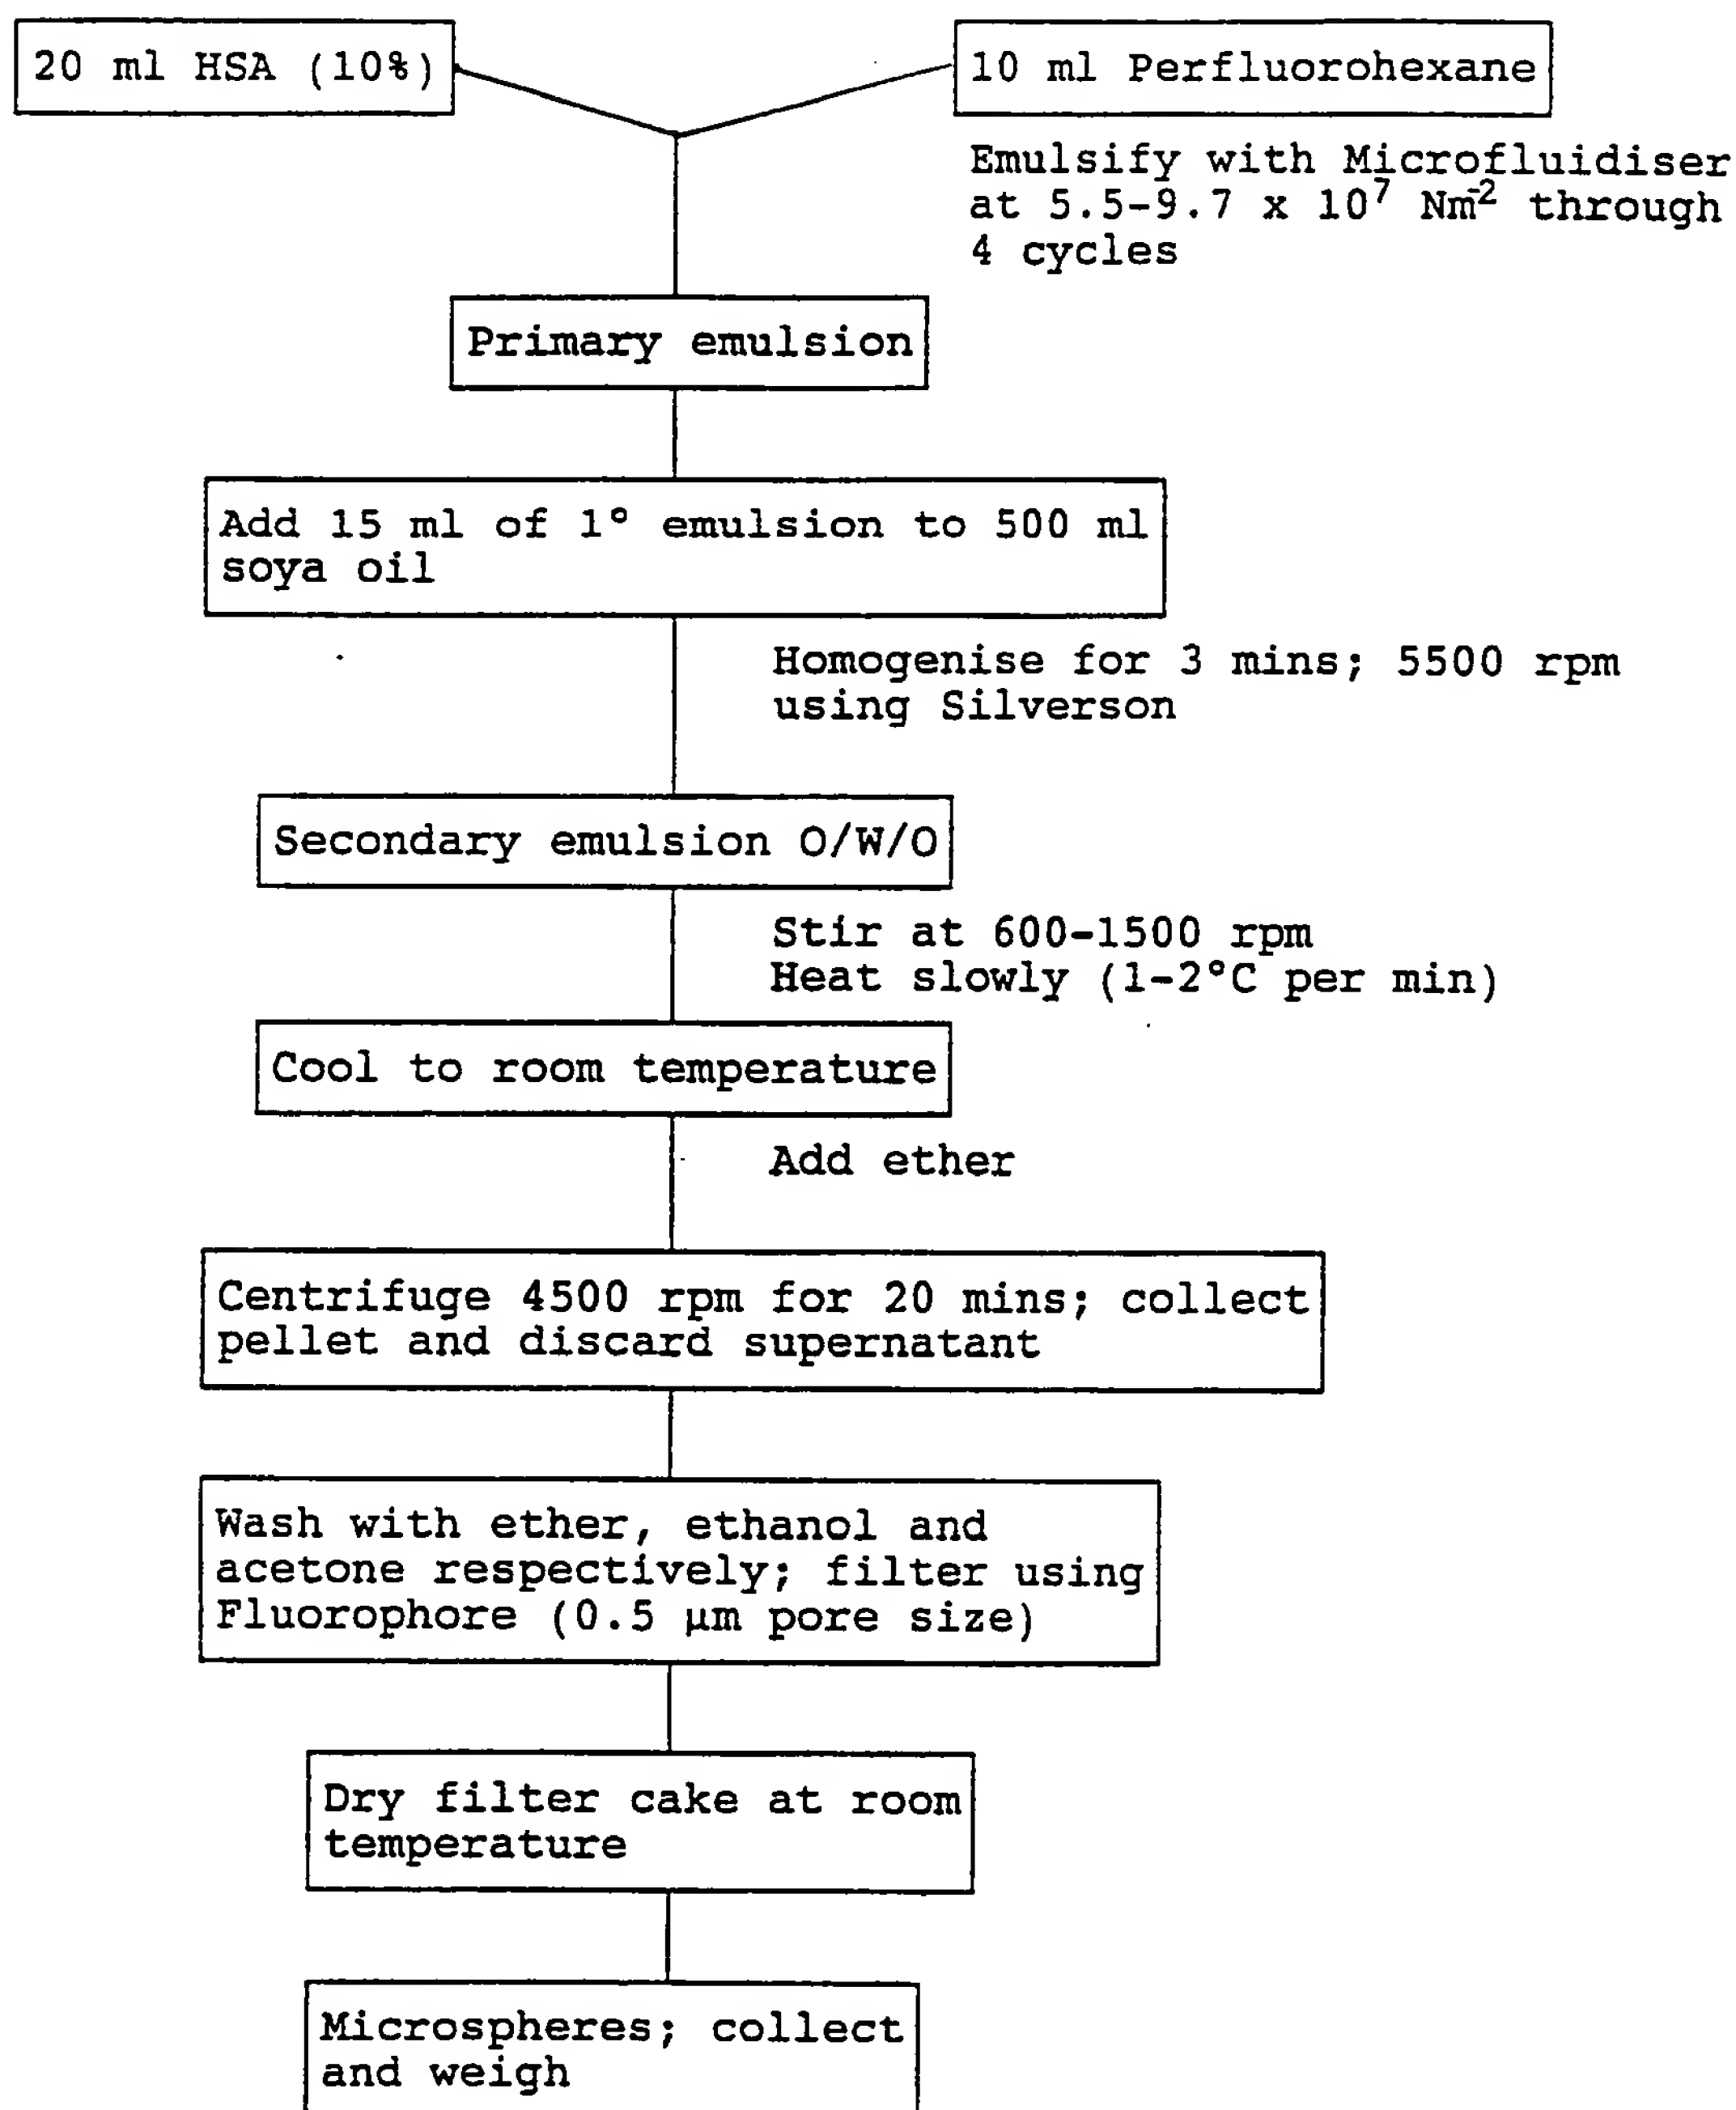 20 ml HSA (10%)
10 ml Perfluorohexane
Emulsify with Microfluidiser
at 5.5-9.7 x 10⁷ Nm⁻² through
4 cycles
Primary emulsion
Add 15 ml of 1° emulsion to 500 ml
soya oil
Homogenise for 3 mins; 5500 rpm
using Silverson
Secondary emulsion O/W/O
Stir at 600-1500 rpm
Heat slowly (1-2°C per min)
Cool to room temperature
Add ether
Centrifuge 4500 rpm for 20 mins; collect
pellet and discard supernatant
Wash with ether, ethanol and
acetone respectively; filter using
Fluorophore (0.5 µm pore size)
Dry filter cake at room
temperature
Microspheres; collect
and weigh